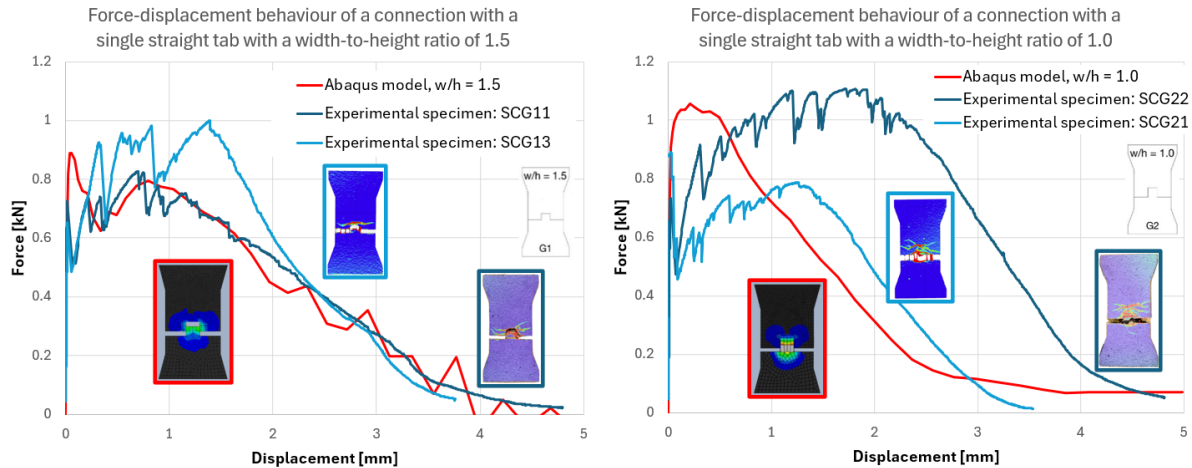 Force-displacement behaviour of a connection with a
single straight tab with a width-to-height ratio of 1.5
1.2
1
0.8
0.6
0.4
0.2
0
Force [kN]
Abaqus model, w/h = 1.5
Experimental specimen: SCG11
Experimental specimen: SCG13
w/h = 1.5
G1
0
1
2
3
4
5
Displacement [mm]
Force-displacement behaviour of a connection with a
single straight tab with a width-to-height ratio of 1.0
1.2
1
0.8
0.6
0.4
0.2
0
Force [kN]
Abaqus model, w/h = 1.0
Experimental specimen: SCG22
Experimental specimen: SCG21
w/h = 1.0
G2
0
1
2
3
4
5
Displacement [mm]